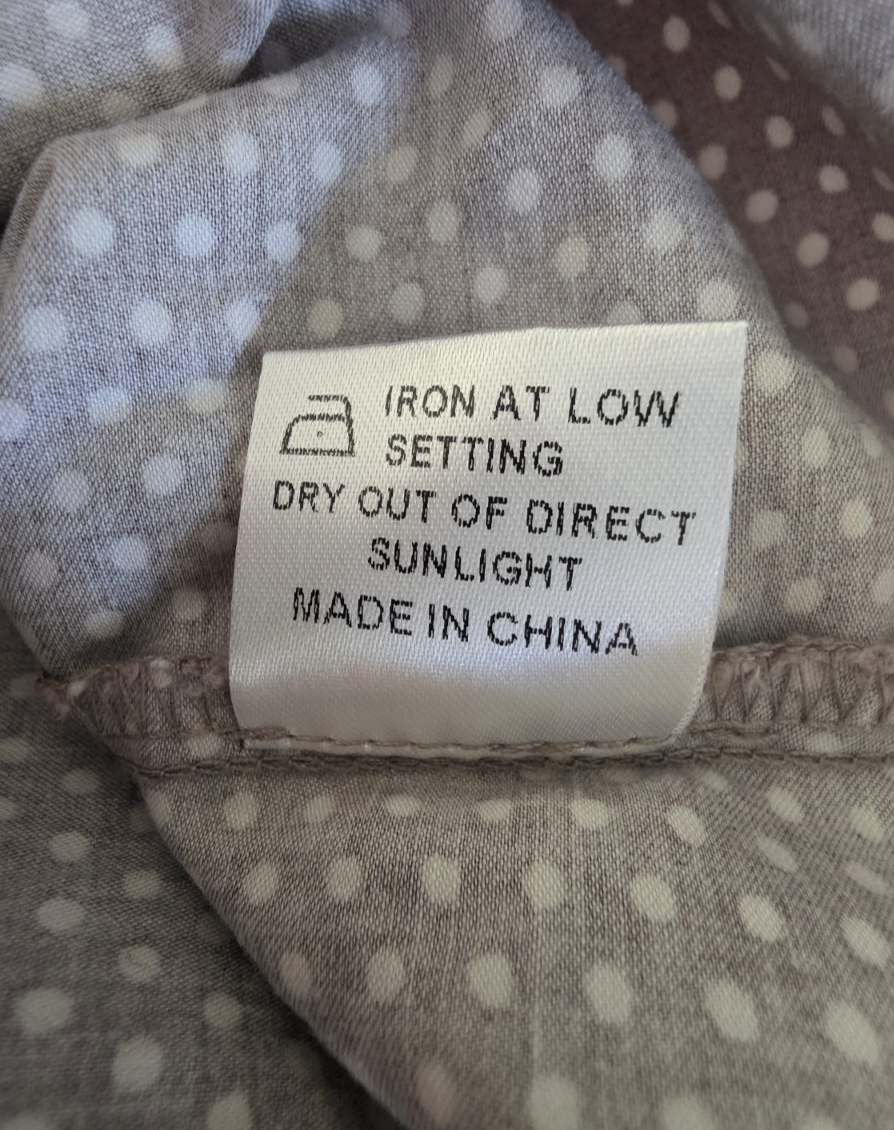 IRON AT LOW
SETTING
DRY OUT OF DIRECT
SUNLIGHT
MADE IN CHINA